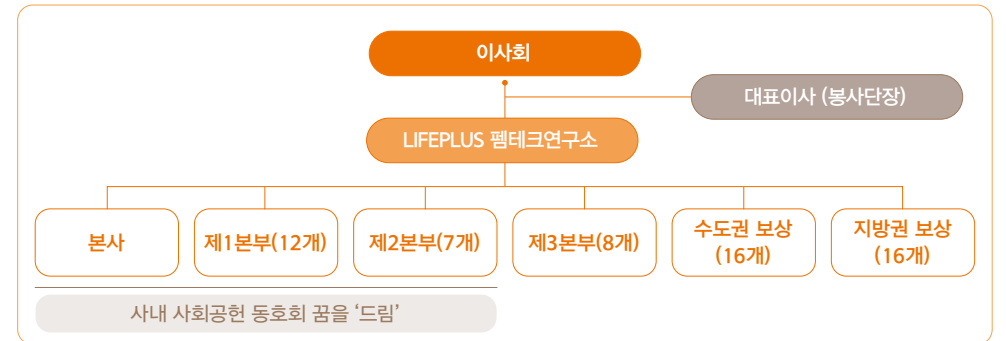 이사회
대표이사 (봉사단장)
LIFEPLUS 펨테크연구소
본사
제1본부(12개)
제2본부(7개)
제3본부(8개)
수도권 보상
(16개)
지방권 보상
(16개)
사내 사회공헌 동호회 꿈을 ‘드림’